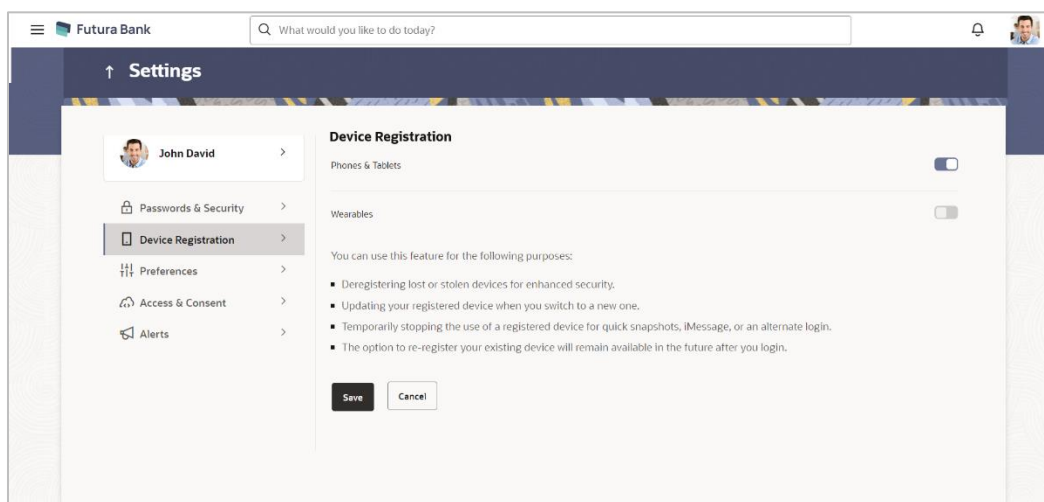 Futura Bank
What would you like to do today?
↑ Settings
John David
Passwords & Security
Device Registration
Preferences
Access & Consent
Alerts
Device Registration
Phones & Tablets
Wearables
You can use this feature for the following purposes:
▪ Deregistering lost or stolen devices for enhanced security.
▪ Updating your registered device when you switch to a new one.
▪ Temporarily stopping the use of a registered device for quick snapshots, iMessage, or an alternate login.
▪ The option to re-register your existing device will remain available in the future after you login.
Save
Cancel